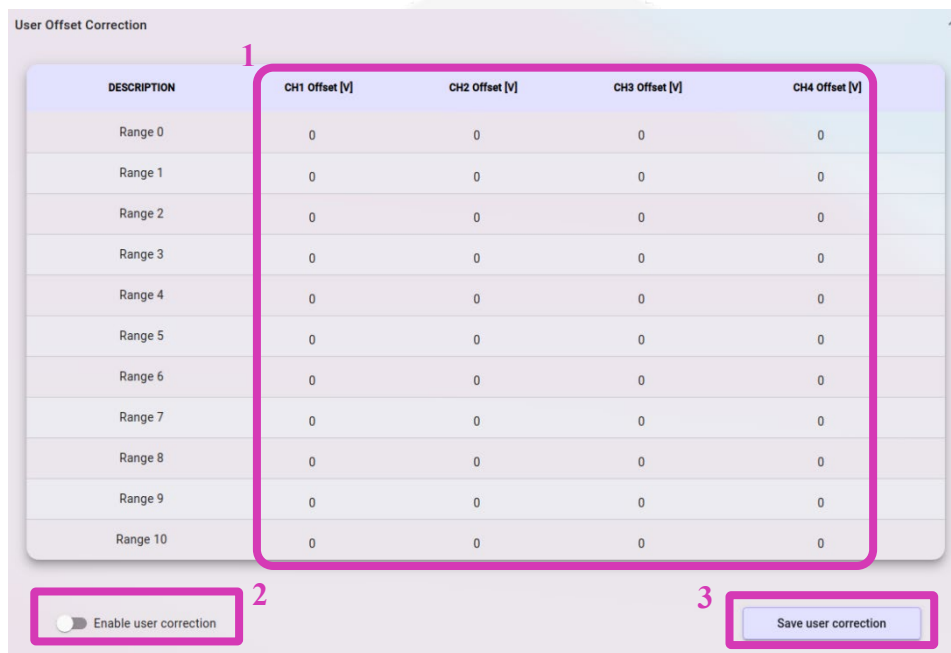 User Offset Correction
1
DESCRIPTION CH1 Offset [V] CH2 Offset [V] CH3 Offset [V] CH4 Offset [V]
Range 0 0 0 0 0
Range 1 0 0 0 0
Range 2 0 0 0 0
Range 3 0 0 0 0
Range 4 0 0 0 0
Range 5 0 0 0 0
Range 6 0 0 0 0
Range 7 0 0 0 0
Range 8 0 0 0 0
Range 9 0 0 0 0
Range 10 0 0 0 0
2 3
Enable user correction Save user correction